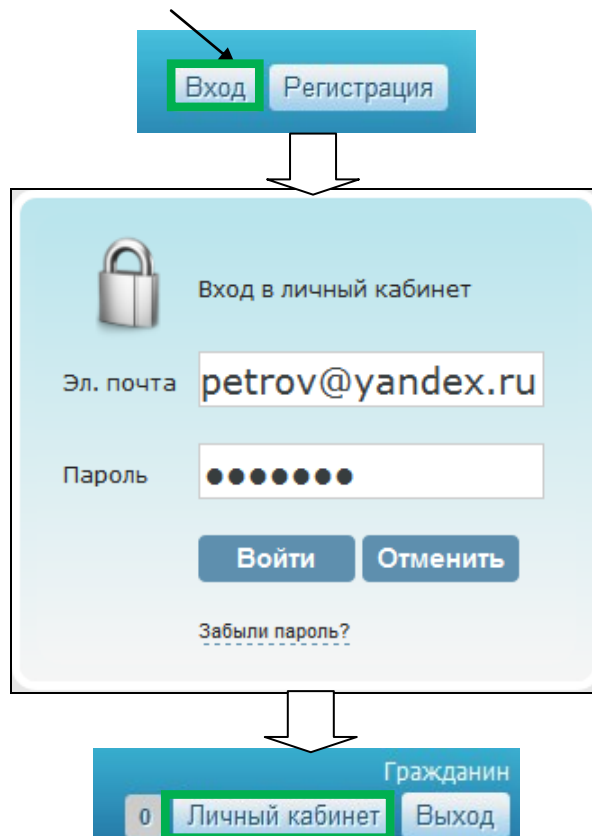 Вход Регистрация
Вход в личный кабинет
Эл. почта petrov@yandex.ru
Пароль ●●●●●●●
Войти Отменить
Забыли пароль?
Гражданин
0 Личный кабинет Выход